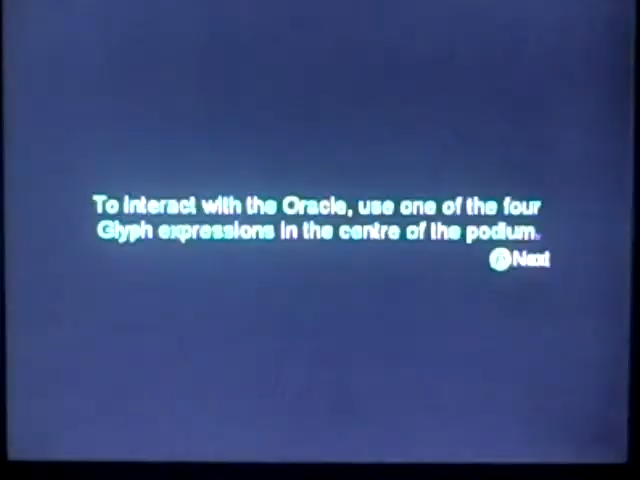 To interact with the Oracle, use one of the four
Glyph expressions in the centre of the podium.
Next